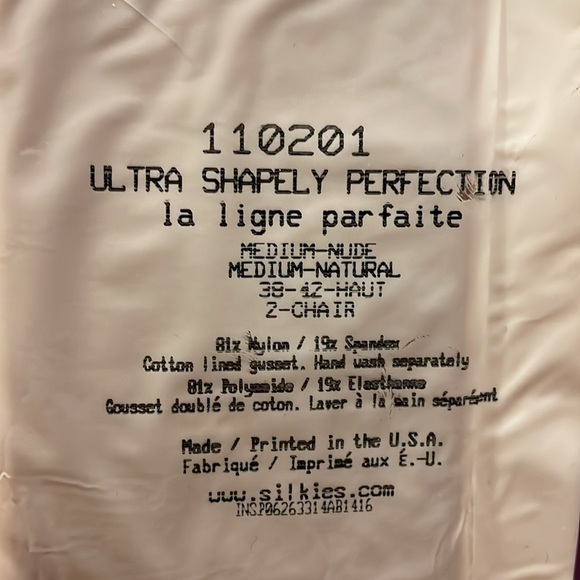 110201
ULTRA SHAPELY PERFECTION
la ligne parfaite
MEDIUM-NUDE
MEDIUM-NATURAL
38-42-HAUT
2-CHAIR
81% Nylon / 19% Spandex
Cotton lined gusset. Hand wash separately
81% Polyamide / 19% Elasthanne
Gousset doublé de coton. Laver à la main séparément
Made / Printed in the U.S.A.
Fabriqué / Imprimé aux É.-U.
www.silkies.com
INSP06263314AB1416